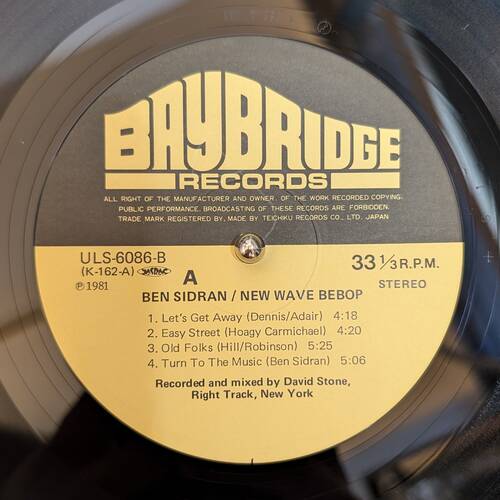 BAYBRIDGE
RECORDS
ALL RIGHT OF THE MANUFACTURER AND OWNER OF THE WORK RECORDED COPYING.
PUBLIC PERFORMANCE. BROADCASTING OF THESE RECORDS ARE FORBIDDEN.
TRADE MARK REGISTERED BY, MADE BY TEICHIKU RECORDS CO., LTD. JAPAN
ULS-6086-B
(K-162-A)
A
33 1/3 R.P.M.
℗1981
STEREO
BEN SIDRAN / NEW WAVE BEBOP
1. Let's Get Away (Dennis/Adair) 4:18
2. Easy Street (Hoagy Carmichael) 4:20
3. Old Folks (Hill/Robinson) 5:25
4. Turn To The Music (Ben Sidran) 5:06
Recorded and mixed by David Stone,
Right Track, New York